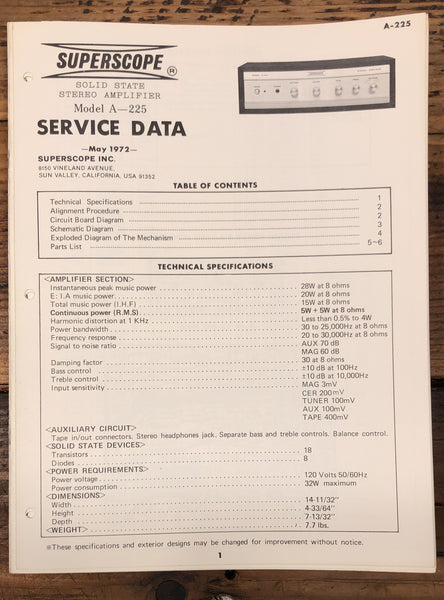 A-225
SUPERSCOPE ®
SOLID STATE
STEREO AMPLIFIER
Model A—225
SERVICE DATA
—May 1972—
SUPERSCOPE INC.
8150 VINELAND AVENUE,
SUN VALLEY, CALIFORNIA, USA 91352
TABLE OF CONTENTS
Technical Specifications 1
Alignment Procedure 2
Circuit Board Diagram 2
Schematic Diagram 3
Exploded Diagram of The Mechanism 4
Parts List 5~6
TECHNICAL SPECIFICATIONS
<AMPLIFIER SECTION>
Instantaneous peak music power 28W at 8 ohms
E: I.A music power 20W at 8 ohms
Total music power (I.H.F) 15W at 8 ohms
Continuous power (R.M.S) 5W + 5W at 8 ohms
Harmonic distortion at 1 KHz Less than 0.5% to 4W
Power bandwidth 30 to 25,000Hz at 8 ohms
Frequency response 20 to 30,000Hz at 8 ohms
Signal to noise ratio AUX 70 dB
MAG 60 dB
Damping factor 30 at 8 ohms
Bass control ±10 dB at 100Hz
Treble control ±10 dB at 10,000Hz
Input sensitivity MAG 3mV
CER 200mV
TUNER 100mV
AUX 100mV
TAPE 400mV
<AUXILIARY CIRCUIT>
Tape in/out connectors. Stereo headphones jack. Separate bass and treble controls. Balance control.
<SOLID STATE DEVICES>
Transistors 18
Diodes 8
<POWER REQUIREMENTS>
Power voltage 120 Volts 50/60Hz
Power consumption 32W maximum
<DIMENSIONS>
Width 14-11/32"
Height 4-33/64"
Depth 7-13/32"
<WEIGHT> 7.7 lbs.
※These specifications and exterior designs may be changed for improvement without notice.
1